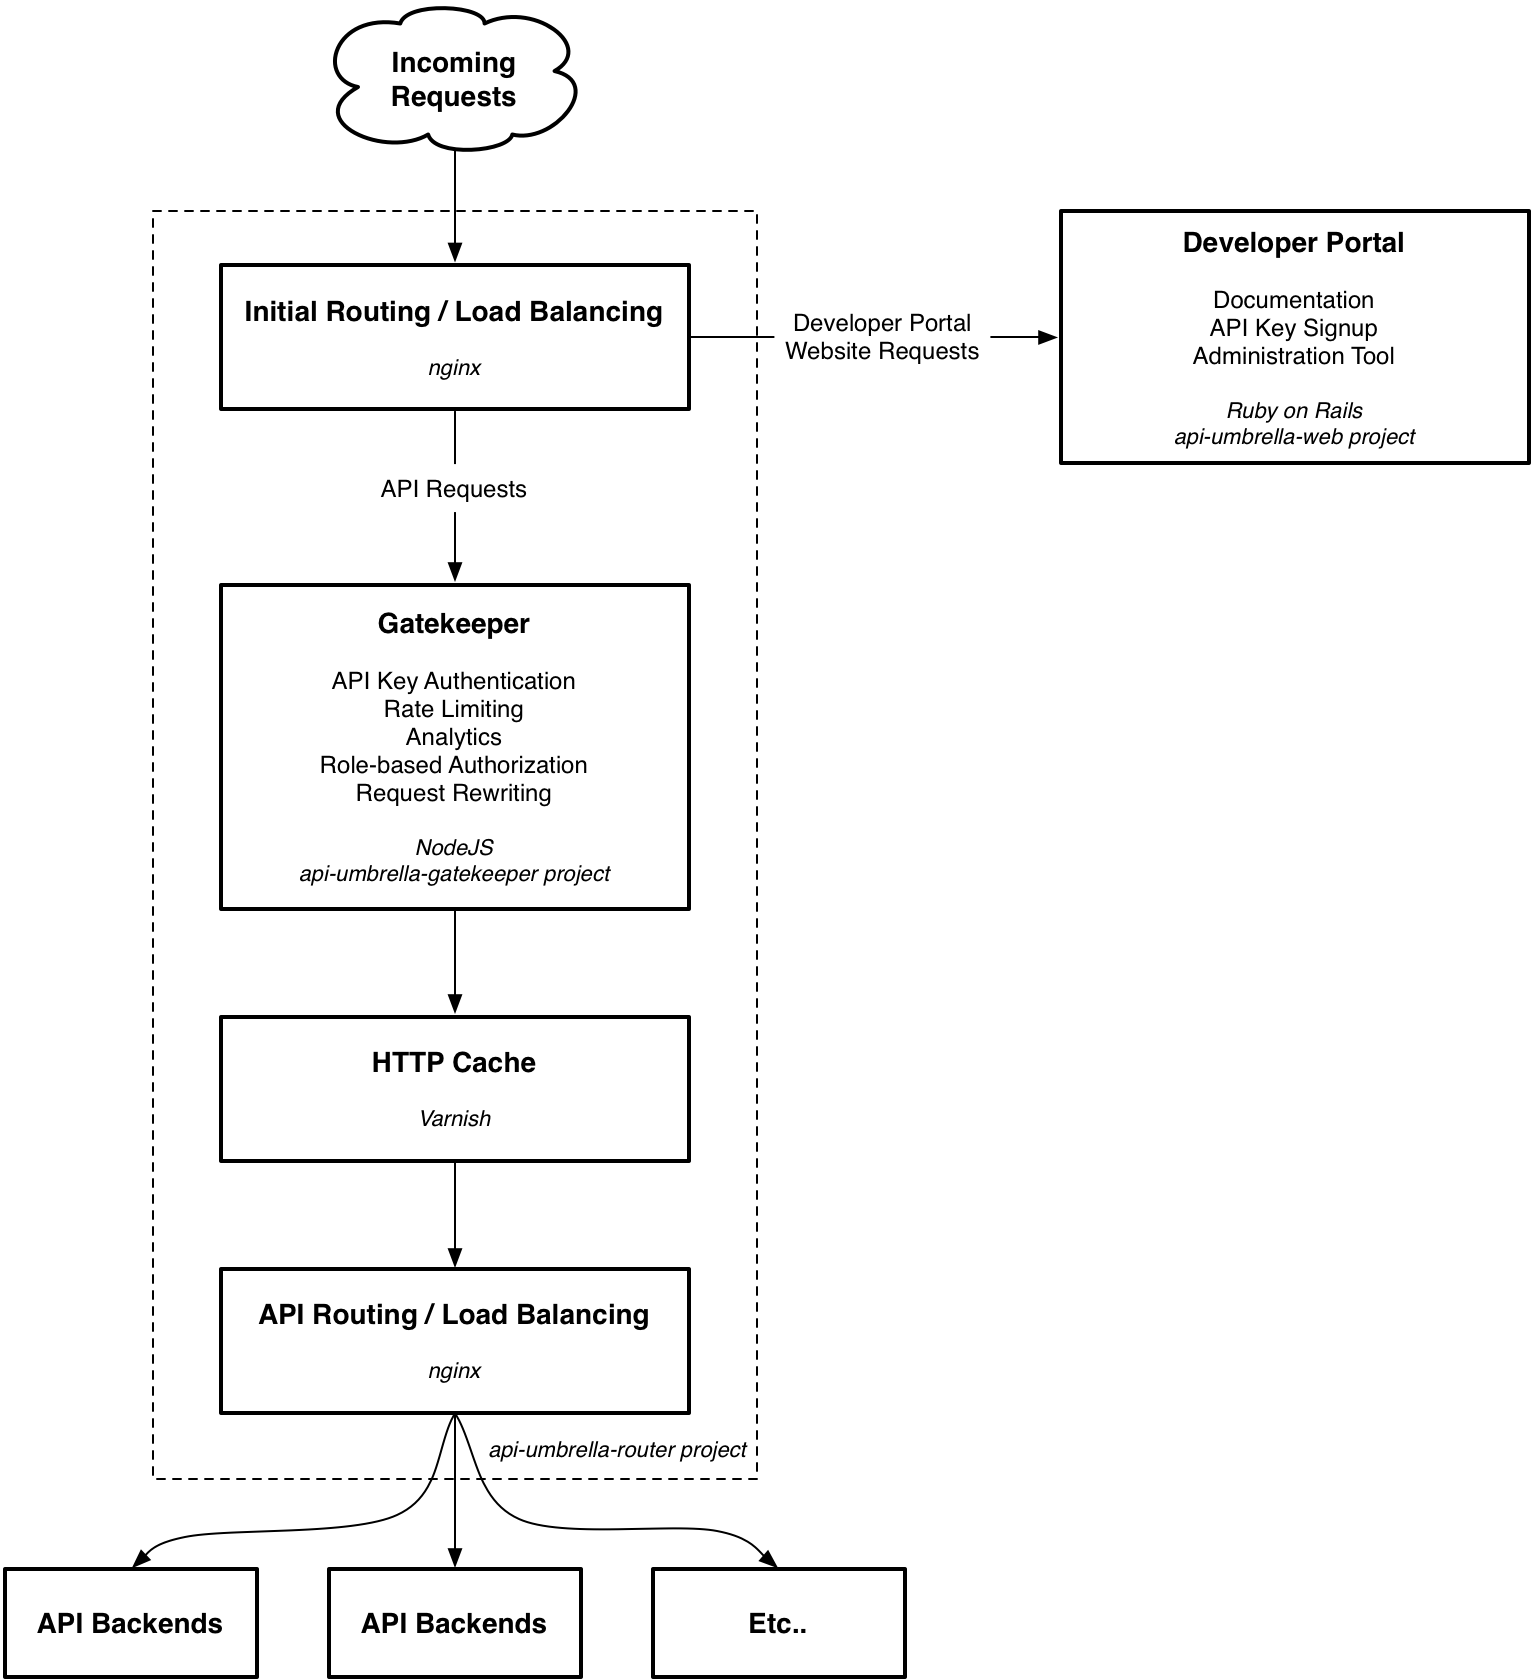 Incoming
Requests
Initial Routing / Load Balancing
nginx
Developer Portal
Website Requests
Developer Portal
Documentation
API Key Signup
Administration Tool
Ruby on Rails
api-umbrella-web project
API Requests
Gatekeeper
API Key Authentication
Rate Limiting
Analytics
Role-based Authorization
Request Rewriting
NodeJS
api-umbrella-gatekeeper project
HTTP Cache
Varnish
API Routing / Load Balancing
nginx
api-umbrella-router project
API Backends
API Backends
Etc..